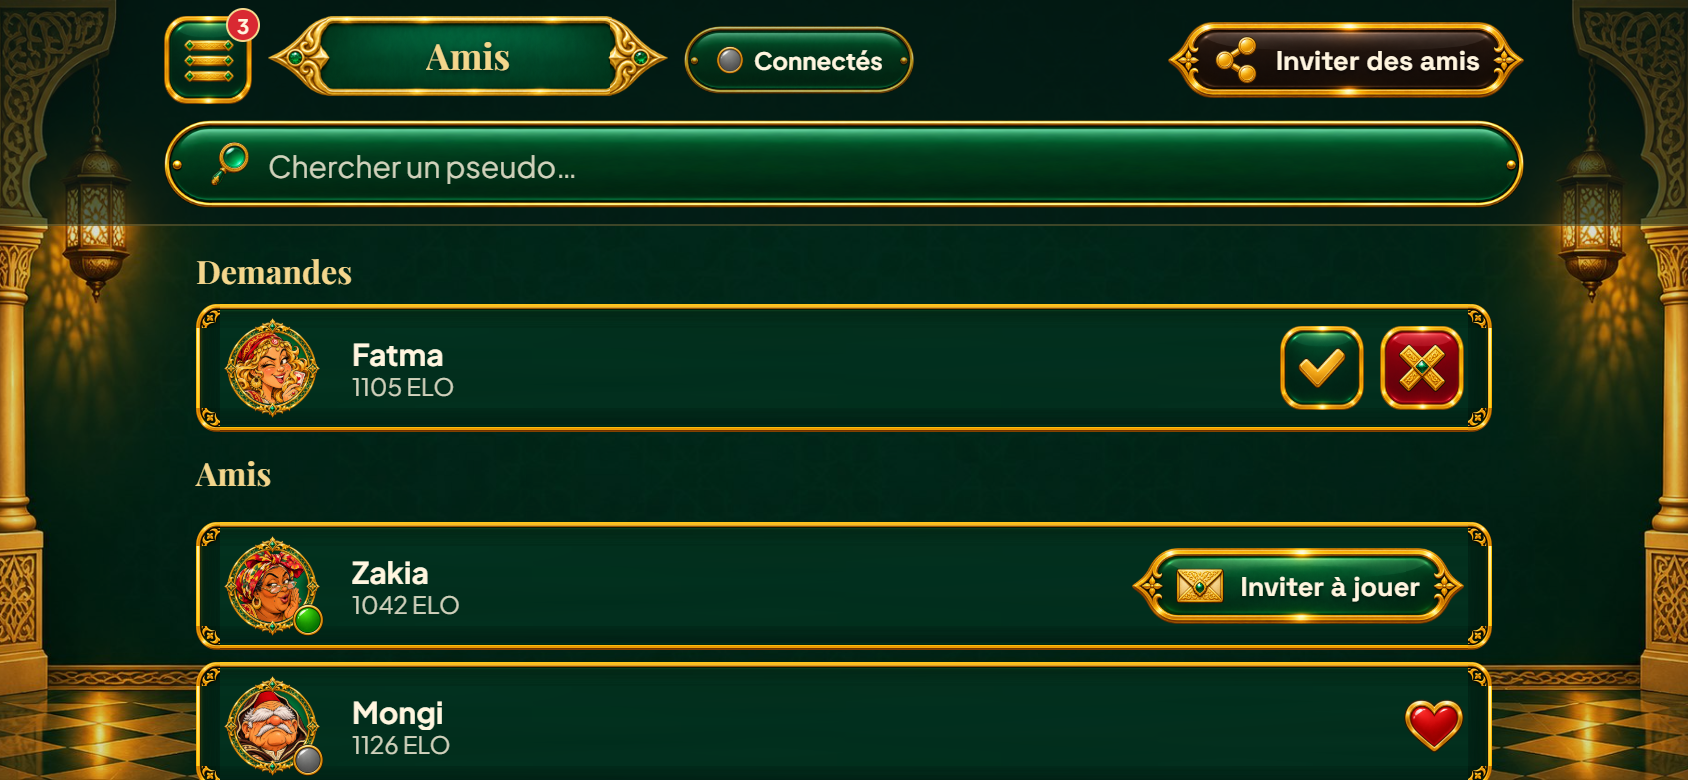 3
Amis
Connectés
Inviter des amis
Chercher un pseudo...
Demandes
Fatma
1105 ELO
Amis
Zakia
1042 ELO
Inviter à jouer
Mongi
1126 ELO